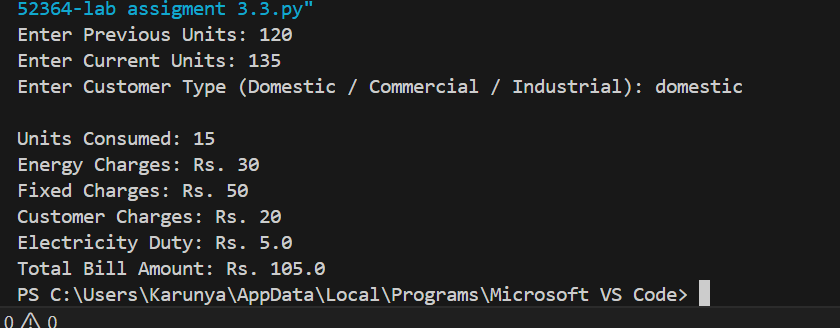 52364-lab assigment 3.3.py"
Enter Previous Units: 120
Enter Current Units: 135
Enter Customer Type (Domestic / Commercial / Industrial): domestic
Units Consumed: 15
Energy Charges: Rs. 30
Fixed Charges: Rs. 50
Customer Charges: Rs. 20
Electricity Duty: Rs. 5.0
Total Bill Amount: Rs. 105.0
PS C:\Users\Karunya\AppData\Local\Programs\Microsoft VS Code>
0 0